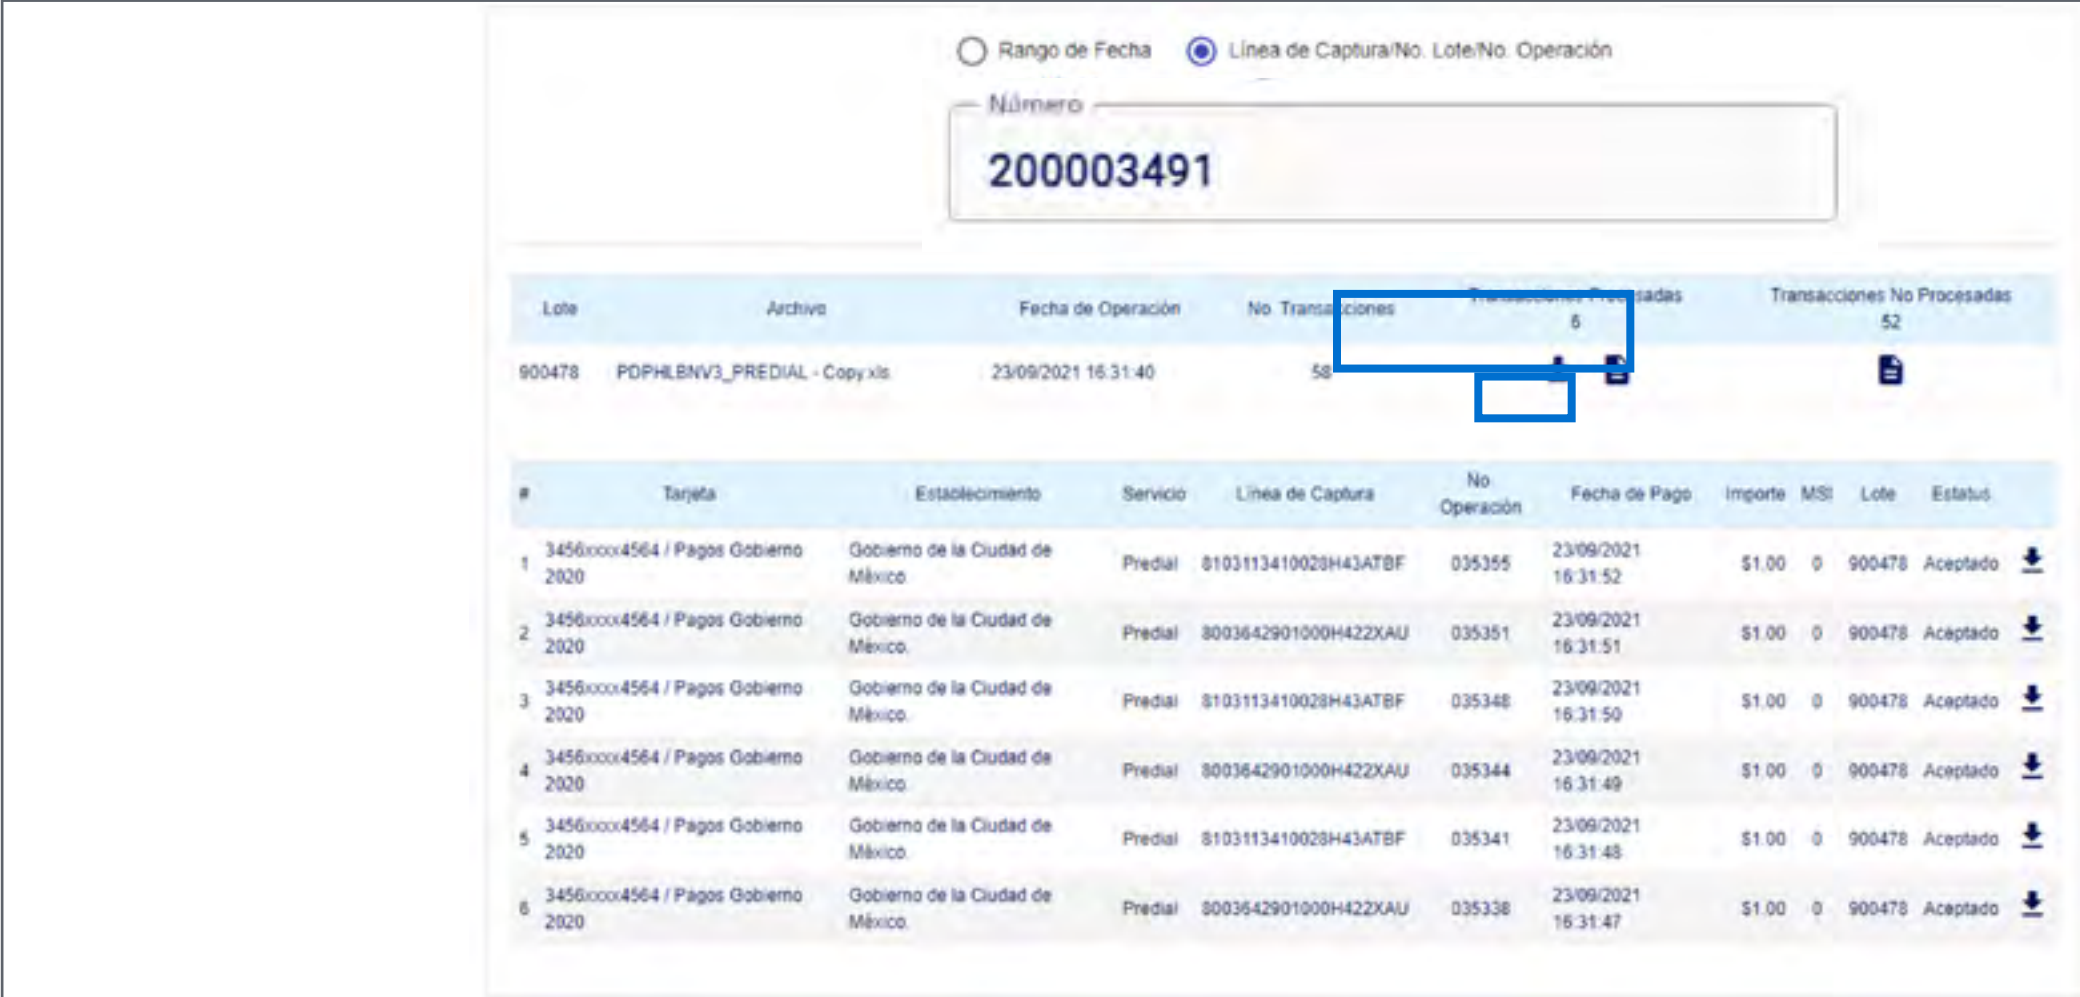 Rango de Fecha Línea de Captura/No. Lote/No. Operación
Número
200003491
Lote Archivo Fecha de Operación No. Transacciones Transacciones Procesadas Transacciones No Procesadas
6 52
900478 PDPHLBNV3_PREDIAL - Copy.xls 23/09/2021 16:31:40 58
# Tarjeta Establecimiento Servicio Línea de Captura No Operación Fecha de Pago Importe MSI Lote Estatus
1 3456xxxx4564 / Pagos Gobierno 2020 Gobierno de la Ciudad de México. Predial 8103113410028H43ATBF 035355 23/09/2021 16:31:52 $1.00 0 900478 Aceptado
2 3456xxxx4564 / Pagos Gobierno 2020 Gobierno de la Ciudad de México. Predial 8003642901000H422XAU 035351 23/09/2021 16:31:51 $1.00 0 900478 Aceptado
3 3456xxxx4564 / Pagos Gobierno 2020 Gobierno de la Ciudad de México. Predial 8103113410028H43ATBF 035348 23/09/2021 16:31:50 $1.00 0 900478 Aceptado
4 3456xxxx4564 / Pagos Gobierno 2020 Gobierno de la Ciudad de México. Predial 8003642901000H422XAU 035344 23/09/2021 16:31:49 $1.00 0 900478 Aceptado
5 3456xxxx4564 / Pagos Gobierno 2020 Gobierno de la Ciudad de México. Predial 8103113410028H43ATBF 035341 23/09/2021 16:31:48 $1.00 0 900478 Aceptado
6 3456xxxx4564 / Pagos Gobierno 2020 Gobierno de la Ciudad de México. Predial 8003642901000H422XAU 035338 23/09/2021 16:31:47 $1.00 0 900478 Aceptado